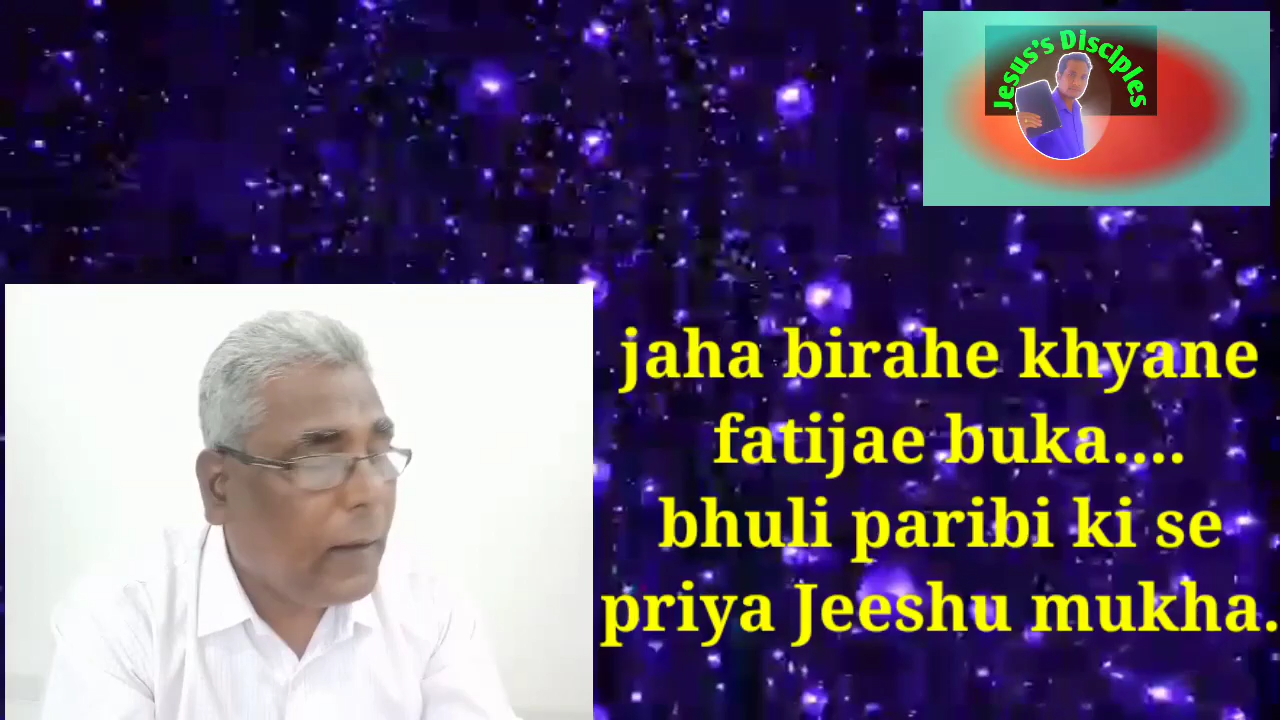 Jesus's Disciples
jaha birahe khyane
fatijae buka....
bhuli paribi ki se
priya Jeeshu mukha.